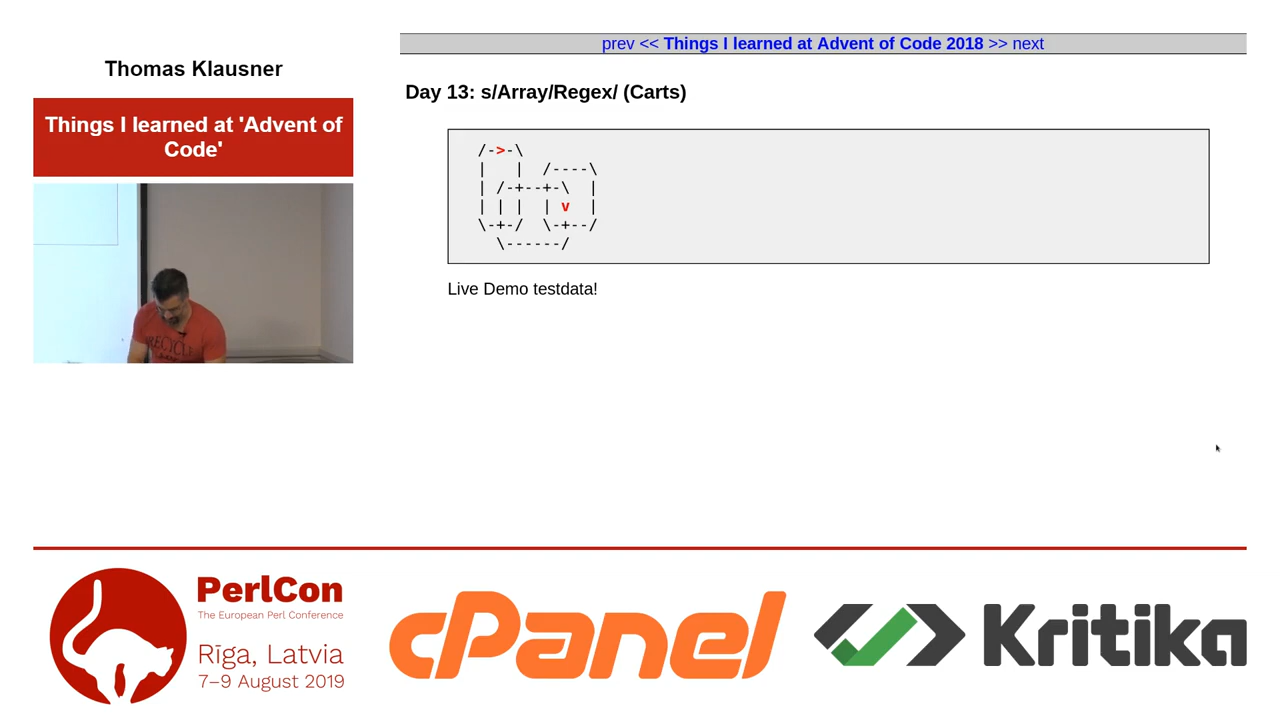 Thomas Klausner
Things I learned at 'Advent of
Code'
RECYCLE
prev << Things I learned at Advent of Code 2018 >> next
Day 13: s/Array/Regex/ (Carts)
/->-\
|   |  /----\
| /-+--+-\  |
| | |  | v  |
\-+-/  \-+--/
  \------/
Live Demo testdata!
PerlCon
The European Perl Conference
Rīga, Latvia
7–9 August 2019
cPanel
Kritika